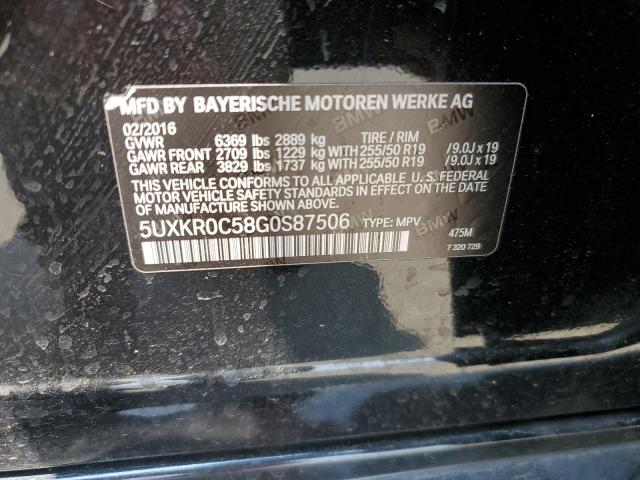 MFD BY BAYERISCHE MOTOREN WERKE AG
02/2016
GVWR 6369 lbs 2889 kg TIRE / RIM
GAWR FRONT 2709 lbs 1229 kg WITH 255/50 R19 /9.0J x 19
GAWR REAR 3829 lbs 1737 kg WITH 255/50 R19 /9.0J x 19
THIS VEHICLE CONFORMS TO ALL APPLICABLE U.S. FEDERAL
MOTOR VEHICLE SAFETY STANDARDS IN EFFECT ON THE
DATE OF MANUFACTURE SHOWN ABOVE.
5UXKR0C58G0S87506 TYPE: MPV 475M
7 320 729